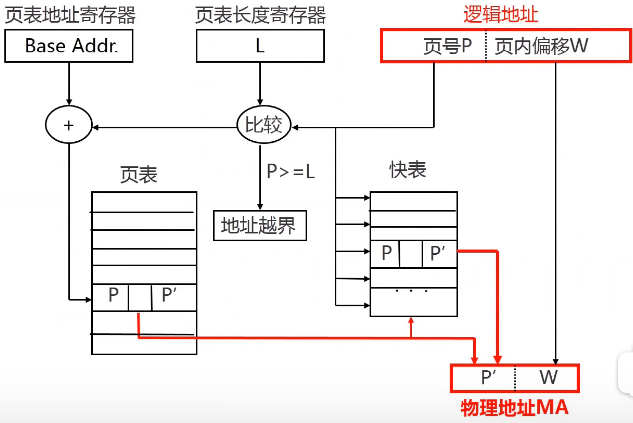 页表地址寄存器
页表长度寄存器
逻辑地址
Base Addr.
L
页号P
页内偏移W
+
比较
页表
P>=L
快表
地址越界
P
P′
P
P′
· · ·
P′
W
物理地址MA